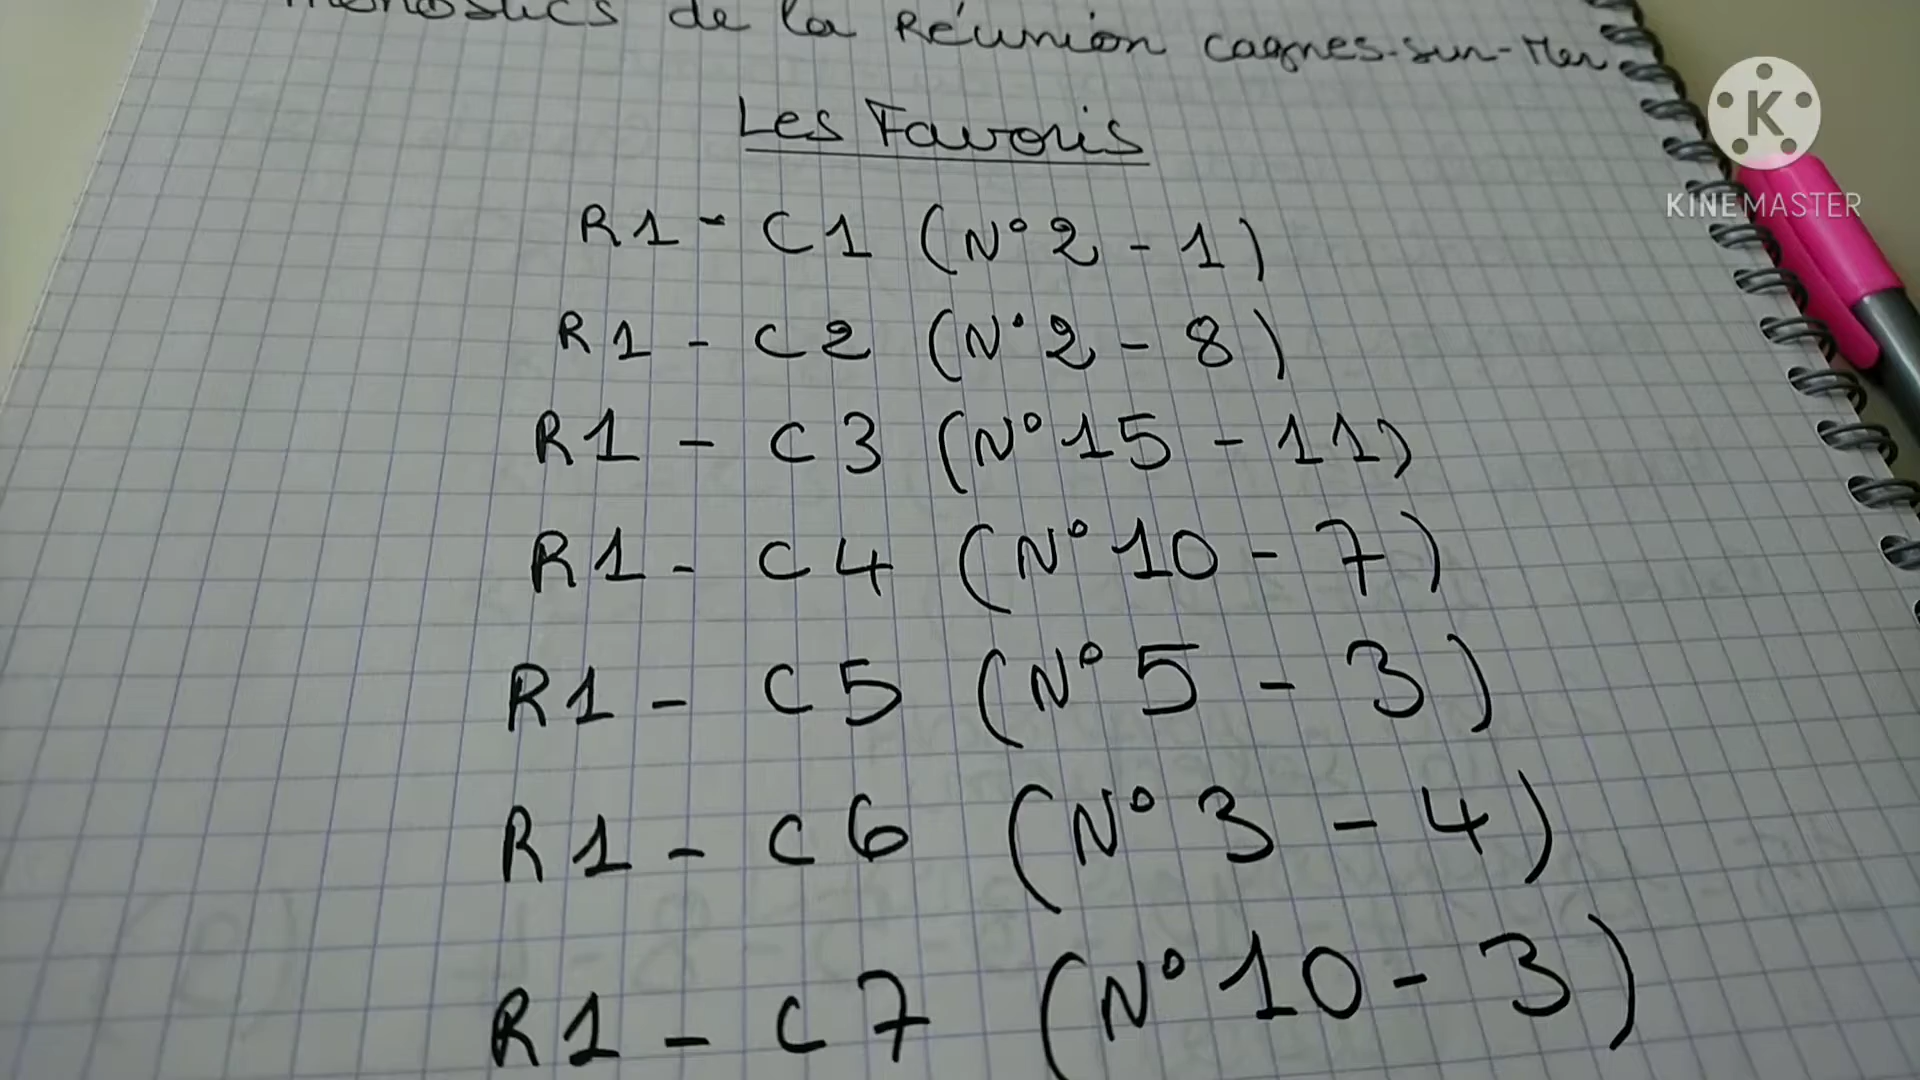 de la Réunion Cagnes-sur-Mer
Les Favoris
R1 - C1 (N° 2 - 1)
R1 - C2 (N° 2 - 8)
R1 - C3 (N° 15 - 11)
R1 - C4 (N° 10 - 7)
R1 - C5 (N° 5 - 3)
R1 - C6 (N° 3 - 4)
R1 - C7 (N° 10 - 3)
K
KINEMASTER